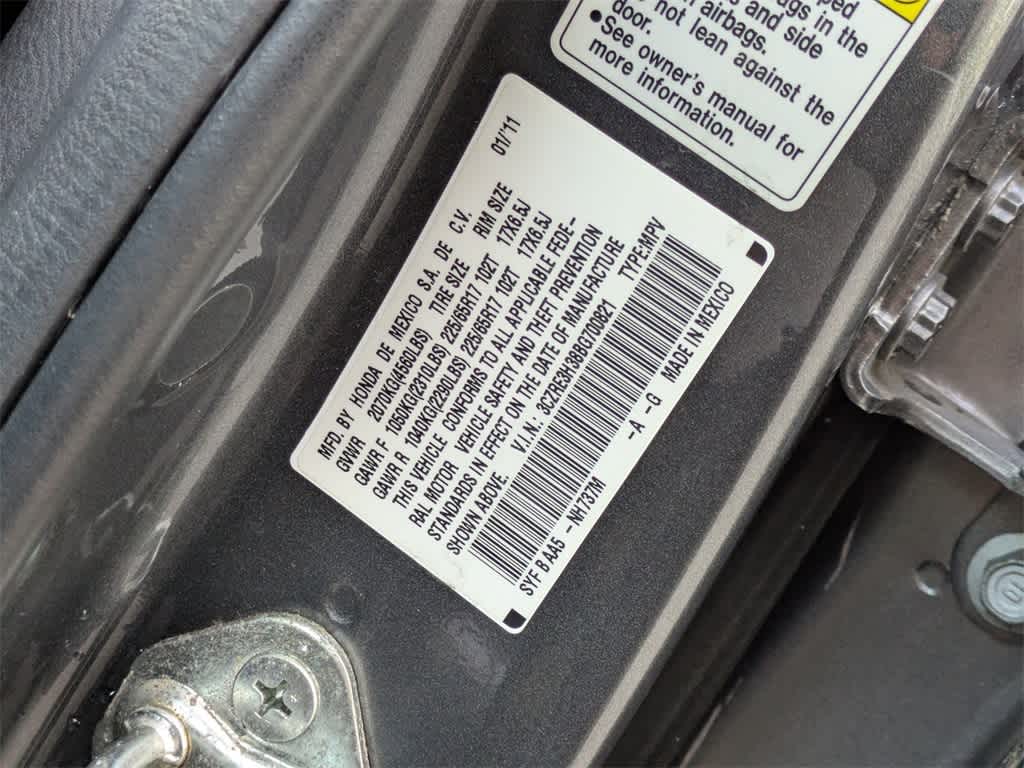 door.
airbags.
and side
in the
not lean against the
See owner's manual for
more information.
MFD. BY HONDA DE MEXICO S.A. DE C.V. 01/'11
GVWR 2070KG(4560LBS) TIRE SIZE RIM SIZE
GAWR F 1050KG(2310LBS) 225/65R17 102T 17X6.5J
GAWR R 1040KG(2290LBS) 225/65R17 102T 17X6.5J
THIS VEHICLE CONFORMS TO ALL APPLICABLE FEDE-
RAL MOTOR VEHICLE SAFETY AND THEFT PREVENTION
STANDARDS IN EFFECT ON THE DATE OF MANUFACTURE
SHOWN ABOVE. V.I.N: 3CZRE3H38BG700821 TYPE:MPV
SYF B AA5 -NH737M -A -G MADE IN MEXICO